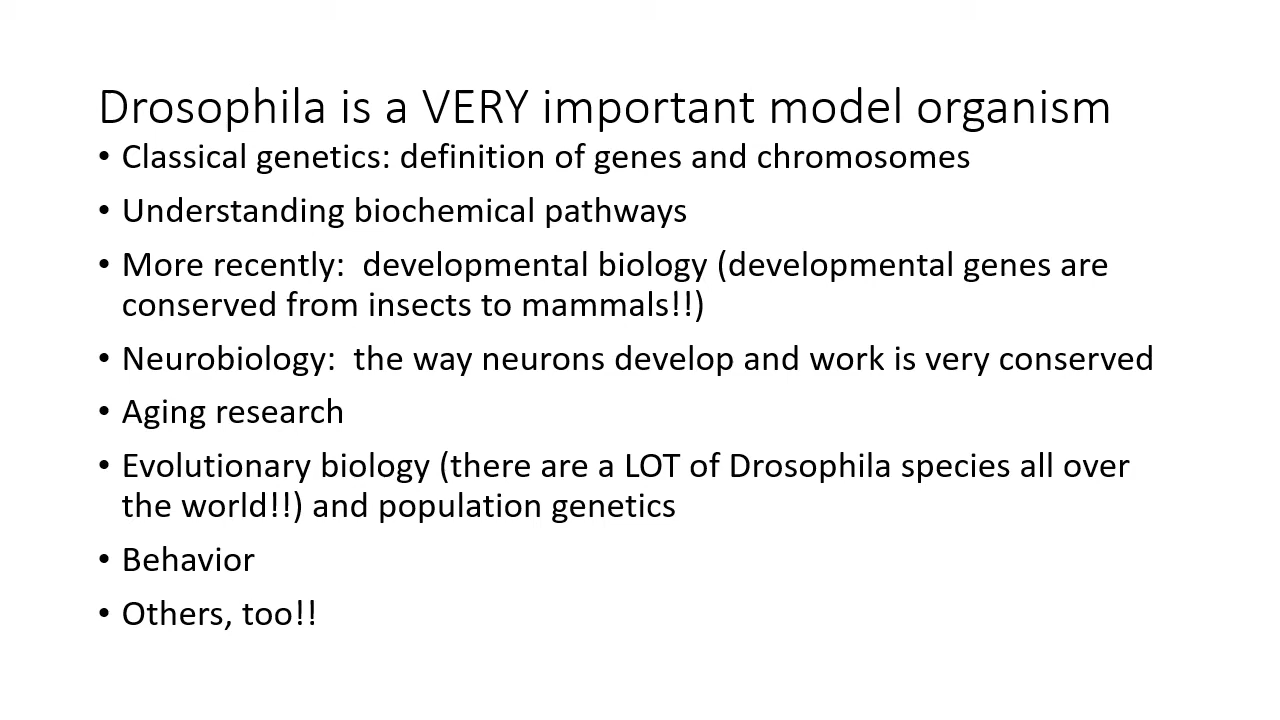 Drosophila is a VERY important model organism
• Classical genetics: definition of genes and chromosomes
• Understanding biochemical pathways
• More recently:  developmental biology (developmental genes are
conserved from insects to mammals!!)
• Neurobiology:  the way neurons develop and work is very conserved
• Aging research
• Evolutionary biology (there are a LOT of Drosophila species all over
the world!!) and population genetics
• Behavior
• Others, too!!